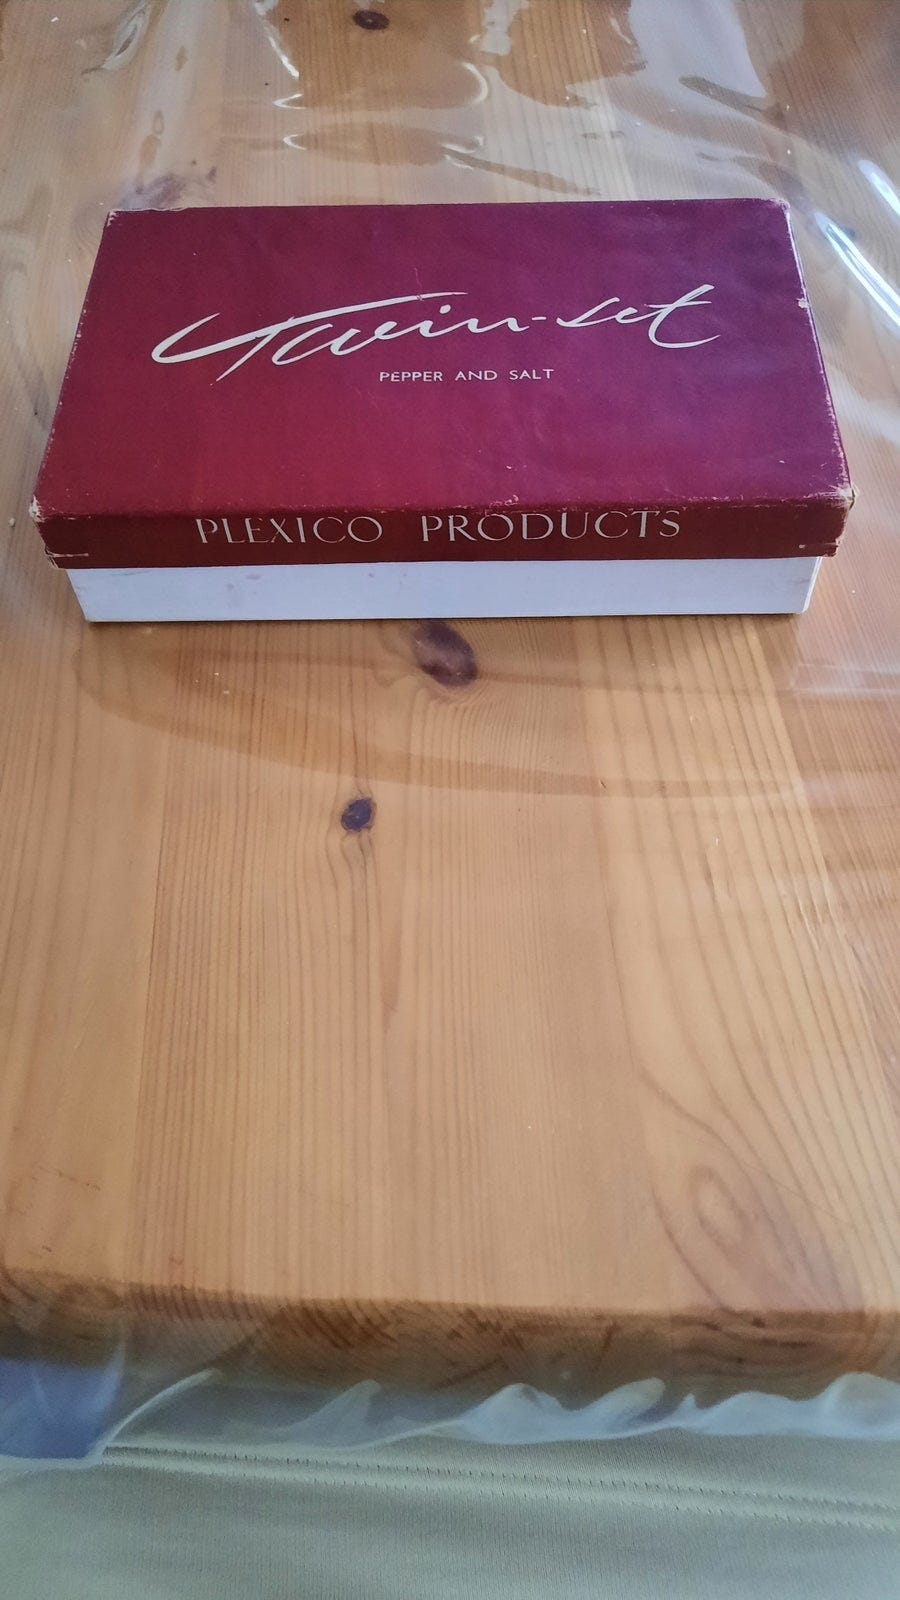 Twin-set
PEPPER AND SALT
PLEXICO PRODUCTS